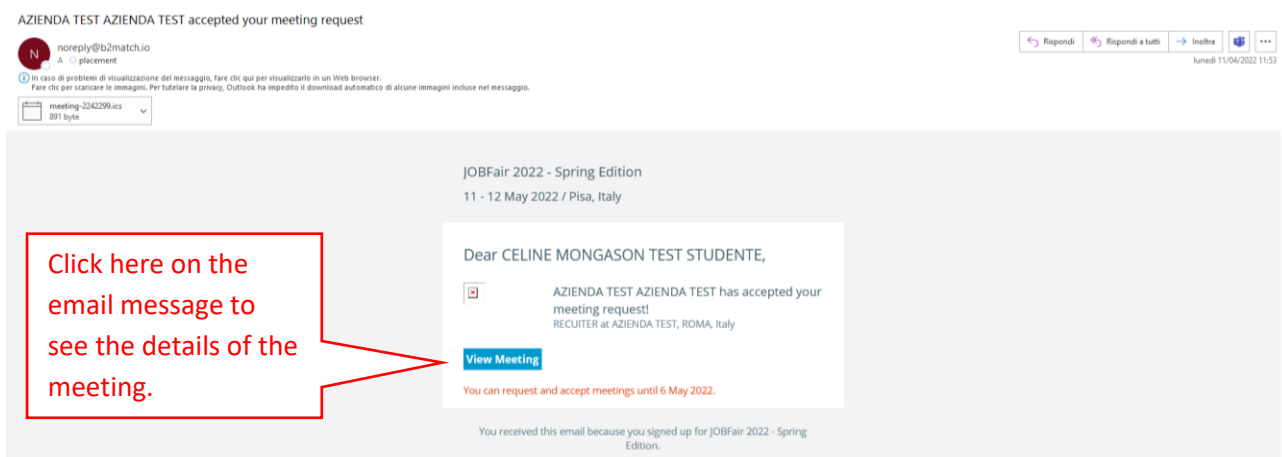 AZIENDA TEST AZIENDA TEST accepted your meeting request
N
noreply@b2match.io
A placement
Rispondi
Rispondi a tutti
Inoltra
lunedì 11/04/2022 11:53
In caso di problemi di visualizzazione del messaggio, fare clic qui per visualizzarlo in un Web browser.
Fare clic per scaricare le immagini. Per tutelare la privacy, Outlook ha impedito il download automatico di alcune immagini incluse nel messaggio.
meeting-2242299.ics
891 byte
JOBFair 2022 - Spring Edition
11 - 12 May 2022 / Pisa, Italy
Click here on the
email message to
see the details of the
meeting.
Dear CELINE MONGASON TEST STUDENTE,
AZIENDA TEST AZIENDA TEST has accepted your
meeting request!
RECUITER at AZIENDA TEST, ROMA, Italy
View Meeting
You can request and accept meetings until 6 May 2022.
You received this email because you signed up for JOBFair 2022 - Spring
Edition.